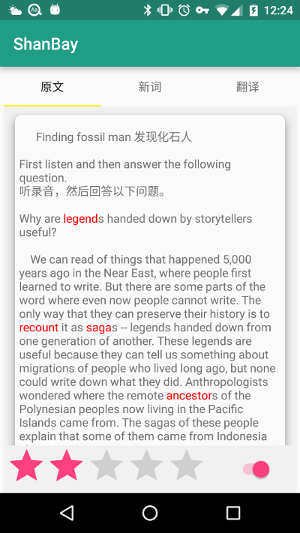 12:24
ShanBay
原文 新词 翻译
Finding fossil man 发现化石人
First listen and then answer the following
question.
听录音，然后回答以下问题。
Why are legends handed down by storytellers
useful?
We can read of things that happened 5,000
years ago in the Near East, where people first
learned to write. But there are some parts of the
word where even now people cannot write. The
only way that they can preserve their history is to
recount it as sagas -- legends handed down from
one generation of another. These legends are
useful because they can tell us something about
migrations of people who lived long ago, but none
could write down what they did. Anthropologists
wondered where the remote ancestors of the
Polynesian peoples now living in the Pacific
Islands came from. The sagas of these people
explain that some of them came from Indonesia